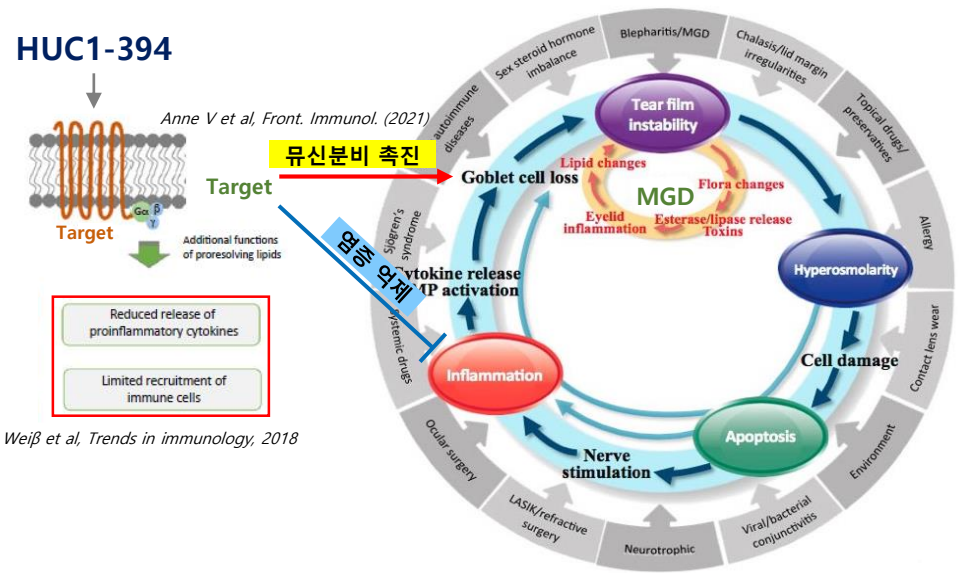 HUC1-394
Anne V et al, Front. Immunol. (2021)
뮤신분비 촉진
Target
염증 억제
Target
Gα
β
γ
Additional functions
of proresolving lipids
Reduced release of
proinflammatory cytokines
Limited recruitment of
immune cells
Weiβ et al, Trends in immunology, 2018
Blepharitis/MGD
Chalasis/lid margin
irregularities
Topical drugs/
preservatives
Allergy
Contact lens wear
Environment
Viral/bacterial
conjunctivitis
Neurotrophic
LASIK/refractive
surgery
Ocular surgery
Systemic drugs
Sjögren's
syndrome
autoimmune
diseases
Sex steroid hormone
imbalance
Tear film
instability
Hyperosmolarity
Cell damage
Apoptosis
Nerve
stimulation
Inflammation
Cytokine release
MP activation
Goblet cell loss
MGD
Lipid changes
Flora changes
Esterase/lipase release
Toxins
Eyelid
inflammation